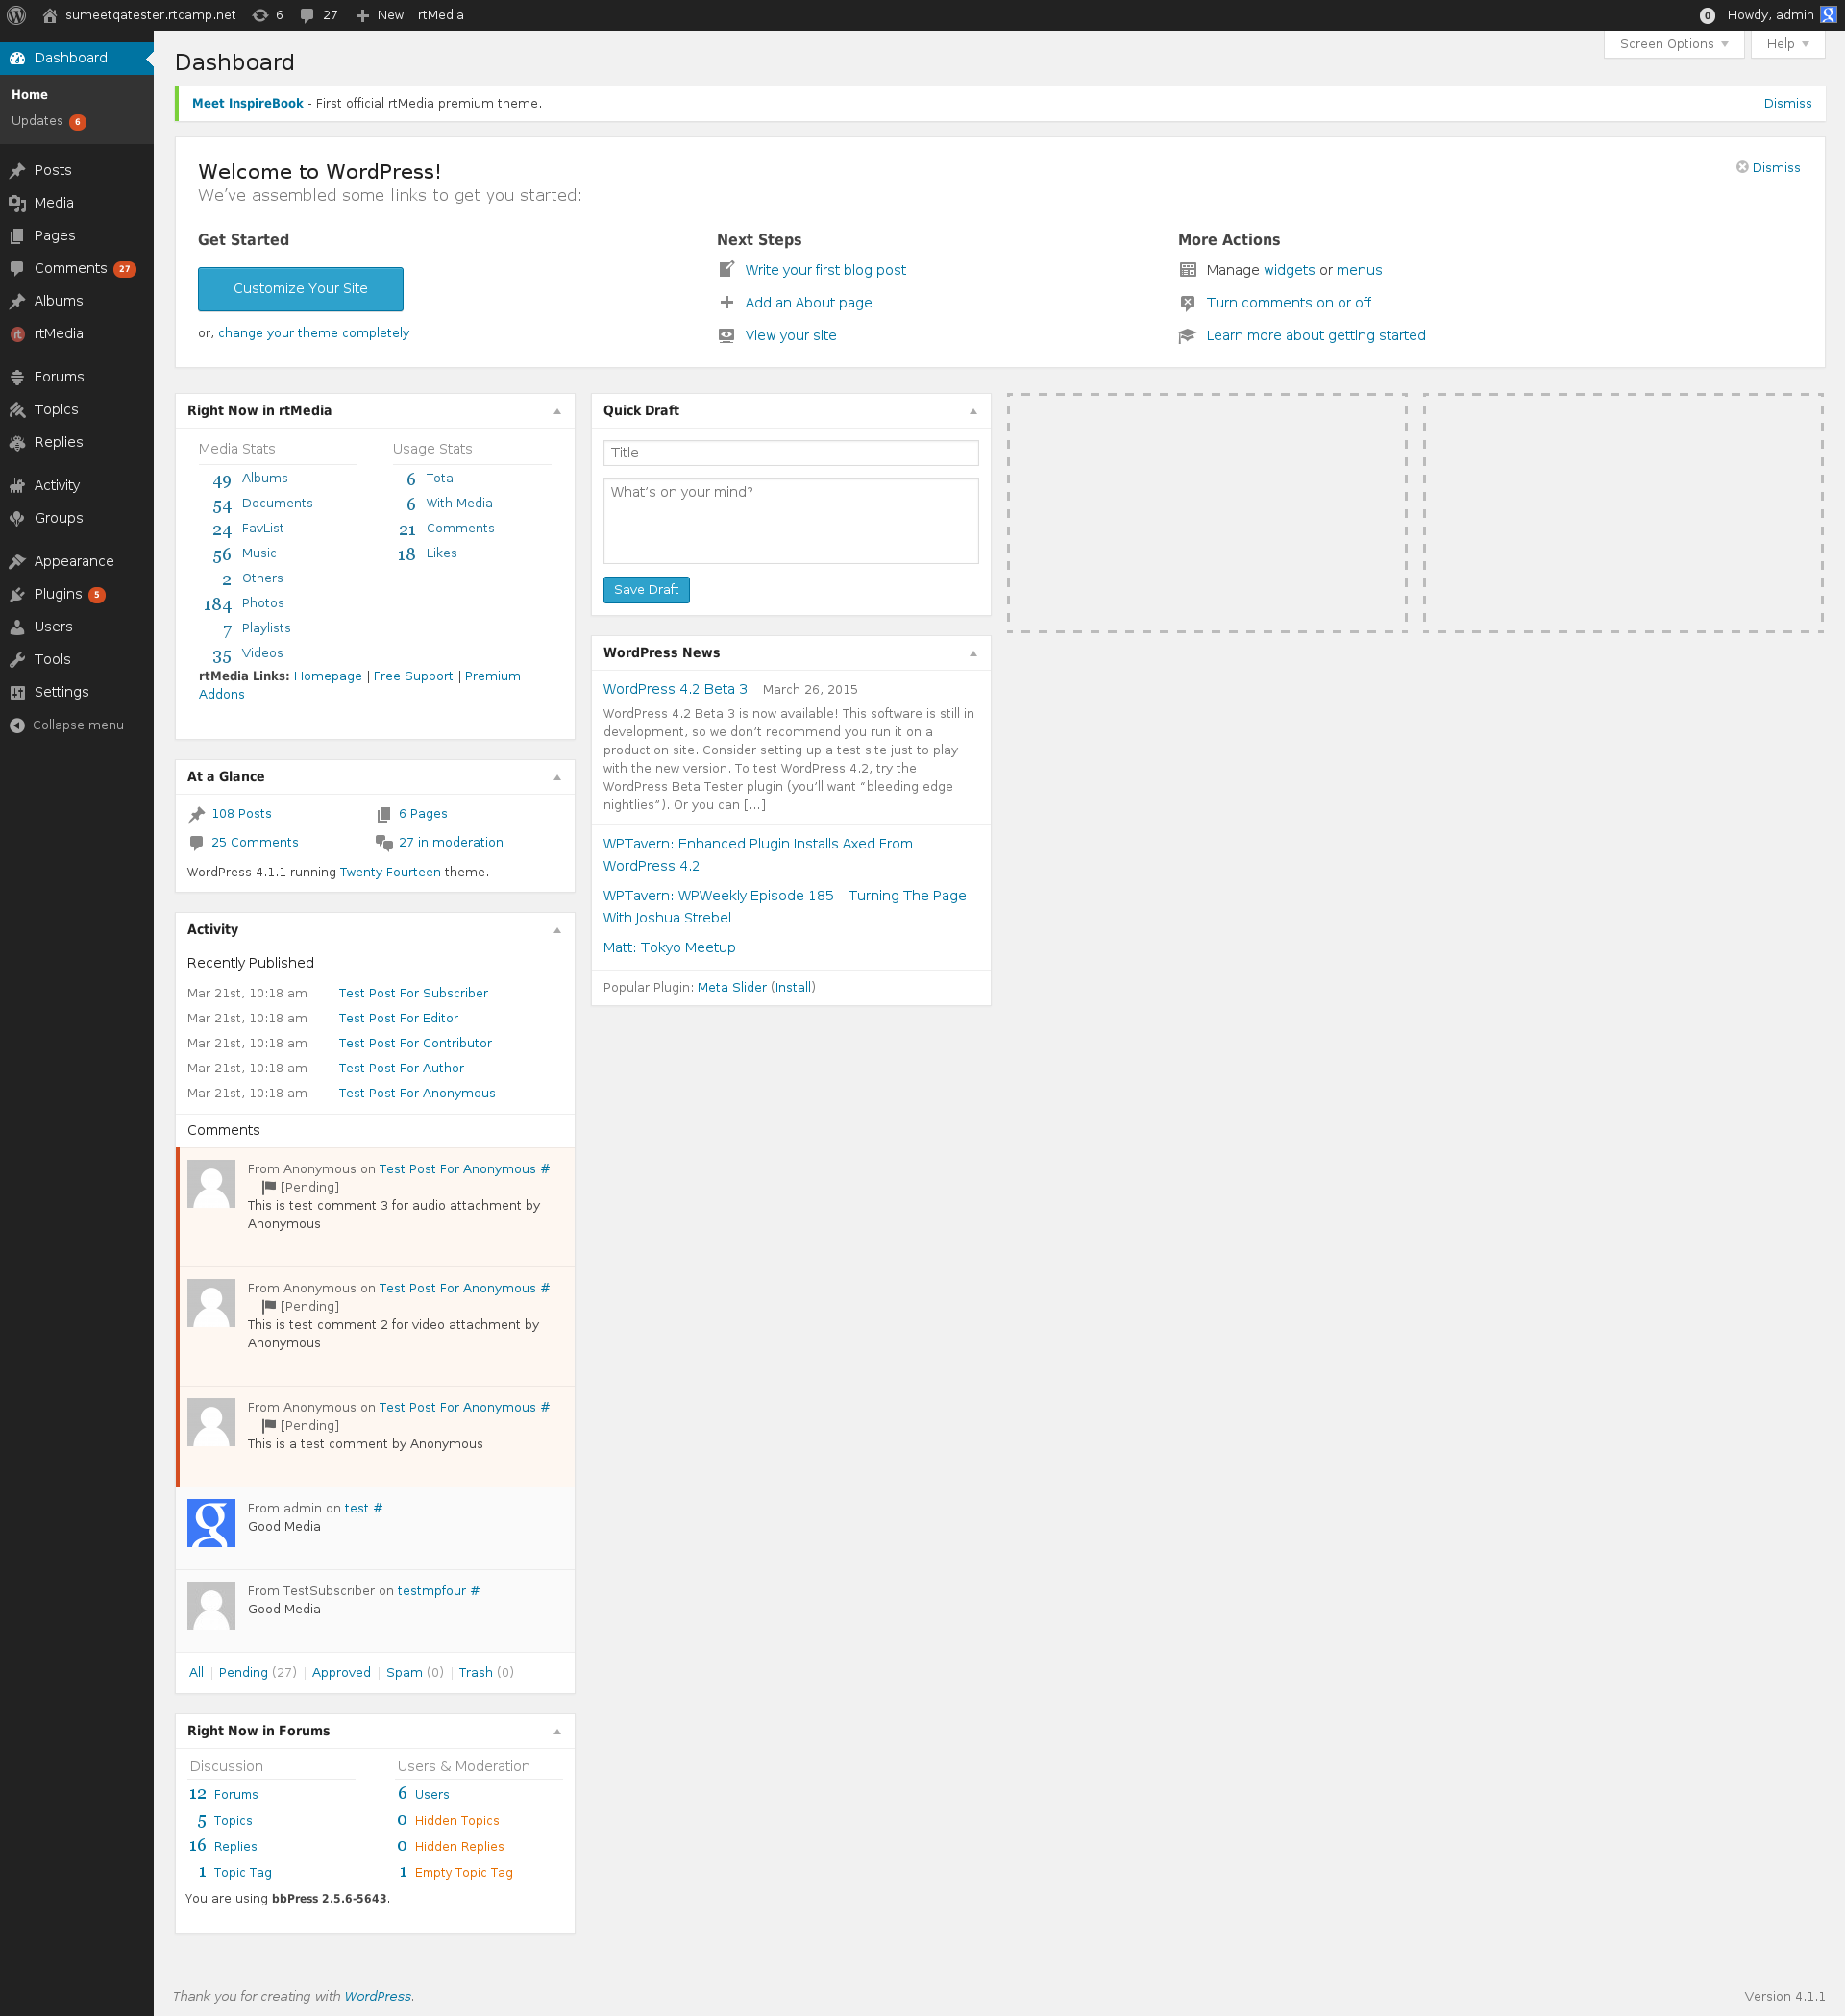 sumeetqatester.rtcamp.net 6 27 New rtMedia
0 Howdy, admin
Dashboard
Home
Updates 6
Posts
Media
Pages
Comments 27
Albums
rtMedia
Forums
Topics
Replies
Activity
Groups
Appearance
Plugins 5
Users
Tools
Settings
Collapse menu
Screen Options
Help
Dashboard
Meet InspireBook - First official rtMedia premium theme.
Dismiss
Welcome to WordPress!
We’ve assembled some links to get you started:
Dismiss
Get Started
Customize Your Site
or, change your theme completely
Next Steps
Write your first blog post
Add an About page
View your site
More Actions
Manage widgets or menus
Turn comments on or off
Learn more about getting started
Right Now in rtMedia
Media Stats
49 Albums
54 Documents
24 FavList
56 Music
2 Others
184 Photos
7 Playlists
35 Videos
Usage Stats
6 Total
6 With Media
21 Comments
18 Likes
rtMedia Links: Homepage | Free Support | Premium
Addons
At a Glance
108 Posts
6 Pages
25 Comments
27 in moderation
WordPress 4.1.1 running Twenty Fourteen theme.
Activity
Recently Published
Mar 21st, 10:18 am Test Post For Subscriber
Mar 21st, 10:18 am Test Post For Editor
Mar 21st, 10:18 am Test Post For Contributor
Mar 21st, 10:18 am Test Post For Author
Mar 21st, 10:18 am Test Post For Anonymous
Comments
From Anonymous on Test Post For Anonymous #
[Pending]
This is test comment 3 for audio attachment by
Anonymous
From Anonymous on Test Post For Anonymous #
[Pending]
This is test comment 2 for video attachment by
Anonymous
From Anonymous on Test Post For Anonymous #
[Pending]
This is a test comment by Anonymous
From admin on test #
Good Media
From TestSubscriber on testmpfour #
Good Media
All | Pending (27) | Approved | Spam (0) | Trash (0)
Right Now in Forums
Discussion
12 Forums
5 Topics
16 Replies
1 Topic Tag
Users & Moderation
6 Users
0 Hidden Topics
0 Hidden Replies
1 Empty Topic Tag
You are using bbPress 2.5.6-5643.
Quick Draft
Title
What’s on your mind?
Save Draft
WordPress News
WordPress 4.2 Beta 3 March 26, 2015
WordPress 4.2 Beta 3 is now available! This software is still in
development, so we don’t recommend you run it on a
production site. Consider setting up a test site just to play
with the new version. To test WordPress 4.2, try the
WordPress Beta Tester plugin (you’ll want “bleeding edge
nightlies”). Or you can […]
WPTavern: Enhanced Plugin Installs Axed From
WordPress 4.2
WPTavern: WPWeekly Episode 185 – Turning The Page
With Joshua Strebel
Matt: Tokyo Meetup
Popular Plugin: Meta Slider (Install)
Thank you for creating with WordPress.
Version 4.1.1